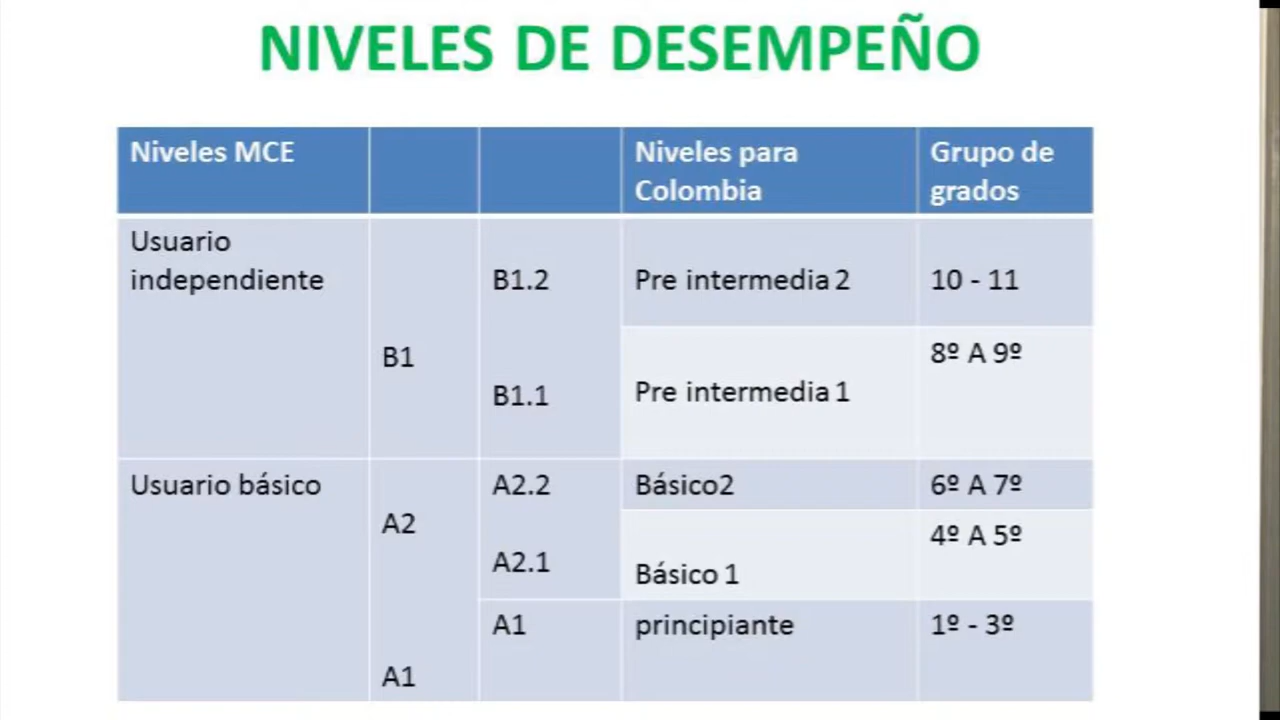 NIVELES DE DESEMPEÑO
Niveles MCE
Niveles para
Colombia
Grupo de
grados
Usuario
independiente
B1
B1.2
Pre intermedia 2
10 - 11
B1.1
Pre intermedia 1
8º A 9º
Usuario básico
A2
A2.2
Básico2
6º A 7º
A2.1
Básico 1
4º A 5º
A1
A1
principiante
1º - 3º